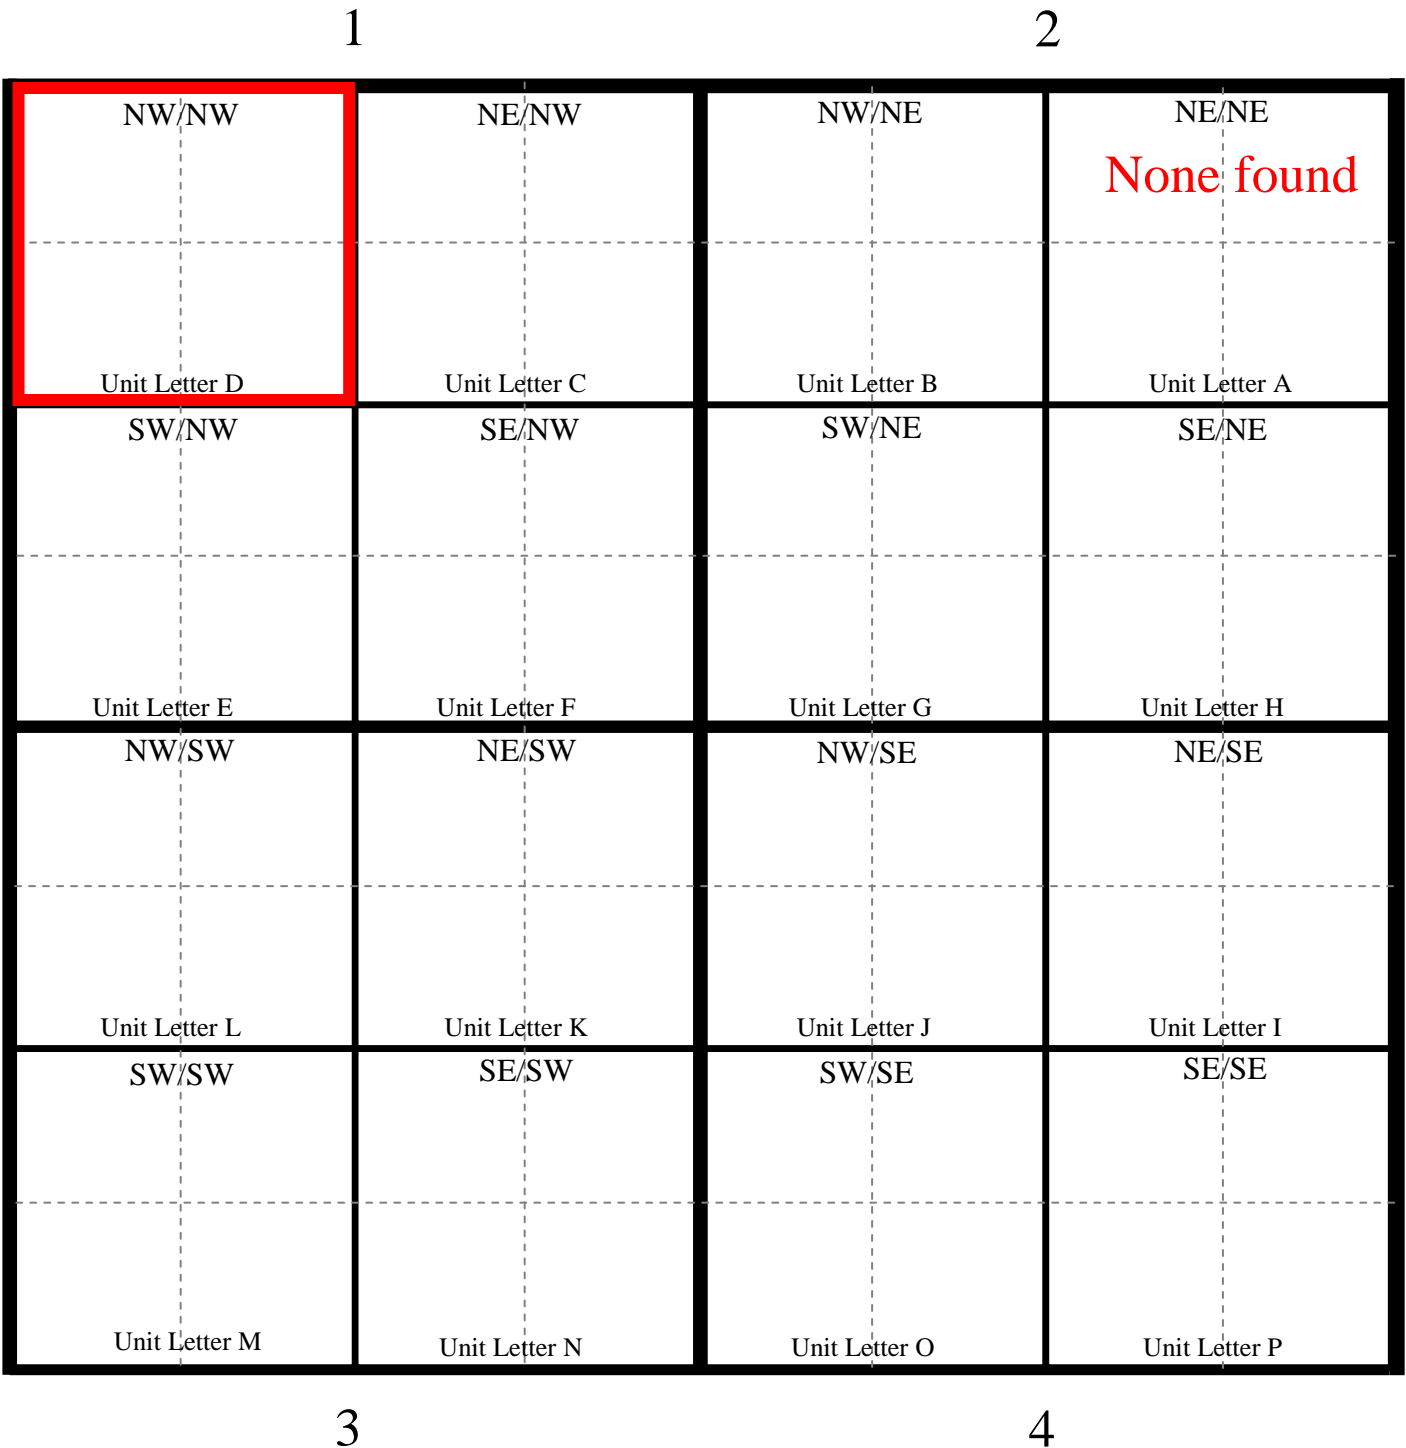 1
2
NW/NW
NE/NW
NW/NE
NE/NE
None found
Unit Letter D
Unit Letter C
Unit Letter B
Unit Letter A
SW/NW
SE/NW
SW/NE
SE/NE
Unit Letter E
Unit Letter F
Unit Letter G
Unit Letter H
NW/SW
NE/SW
NW/SE
NE/SE
Unit Letter L
Unit Letter K
Unit Letter J
Unit Letter I
SW/SW
SE/SW
SW/SE
SE/SE
Unit Letter M
Unit Letter N
Unit Letter O
Unit Letter P
3
4